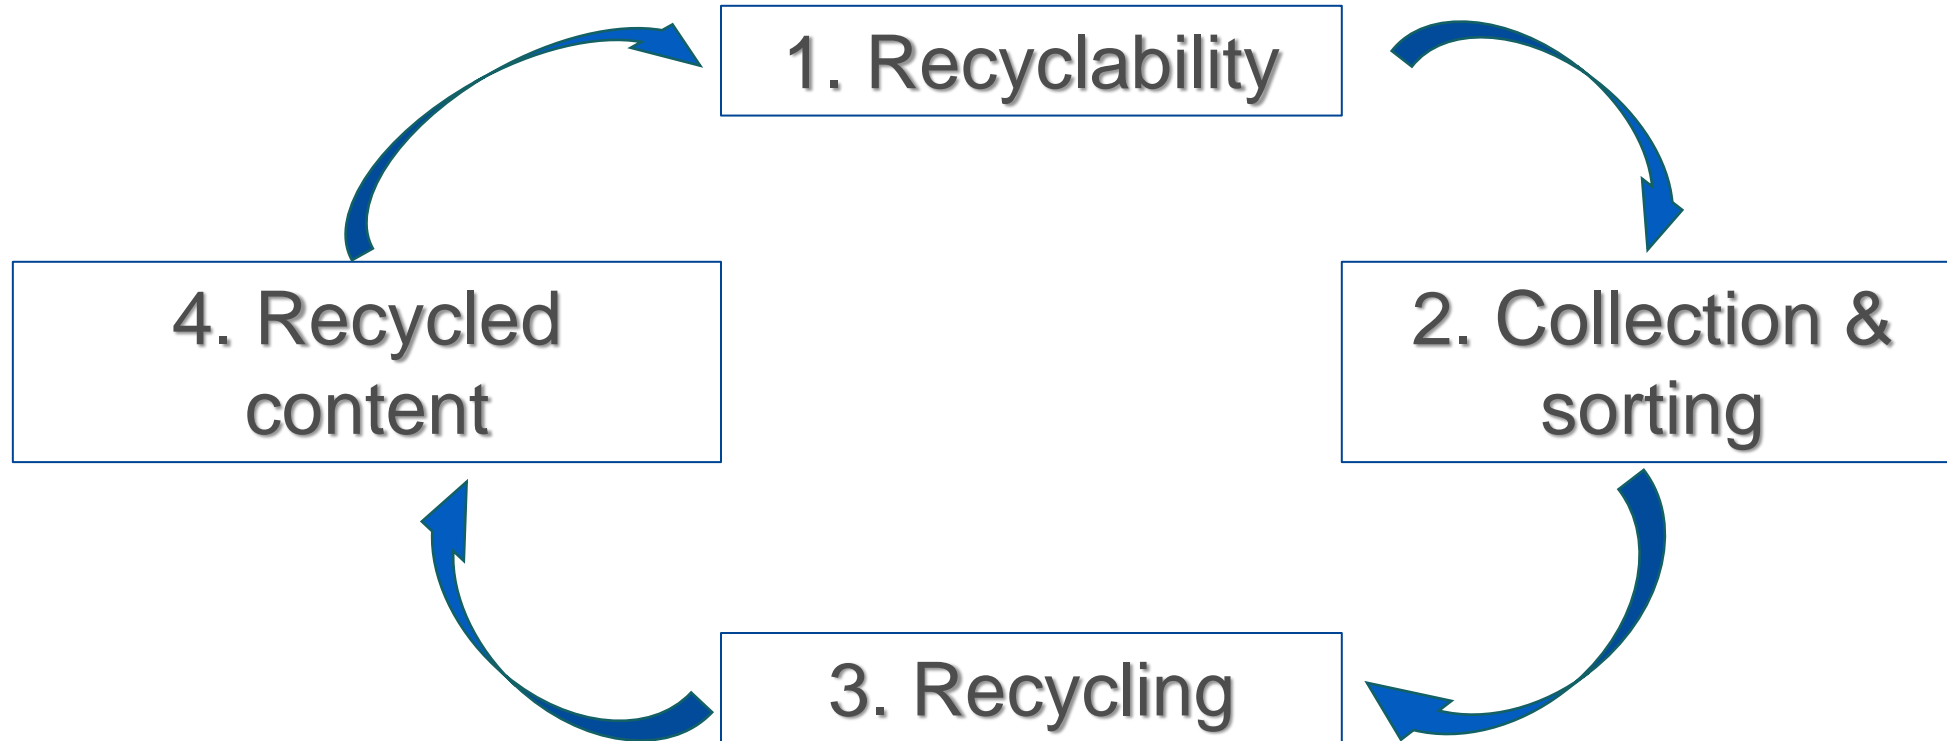 1. Recyclability
4. Recycled
content
2. Collection &
sorting
3. Recycling